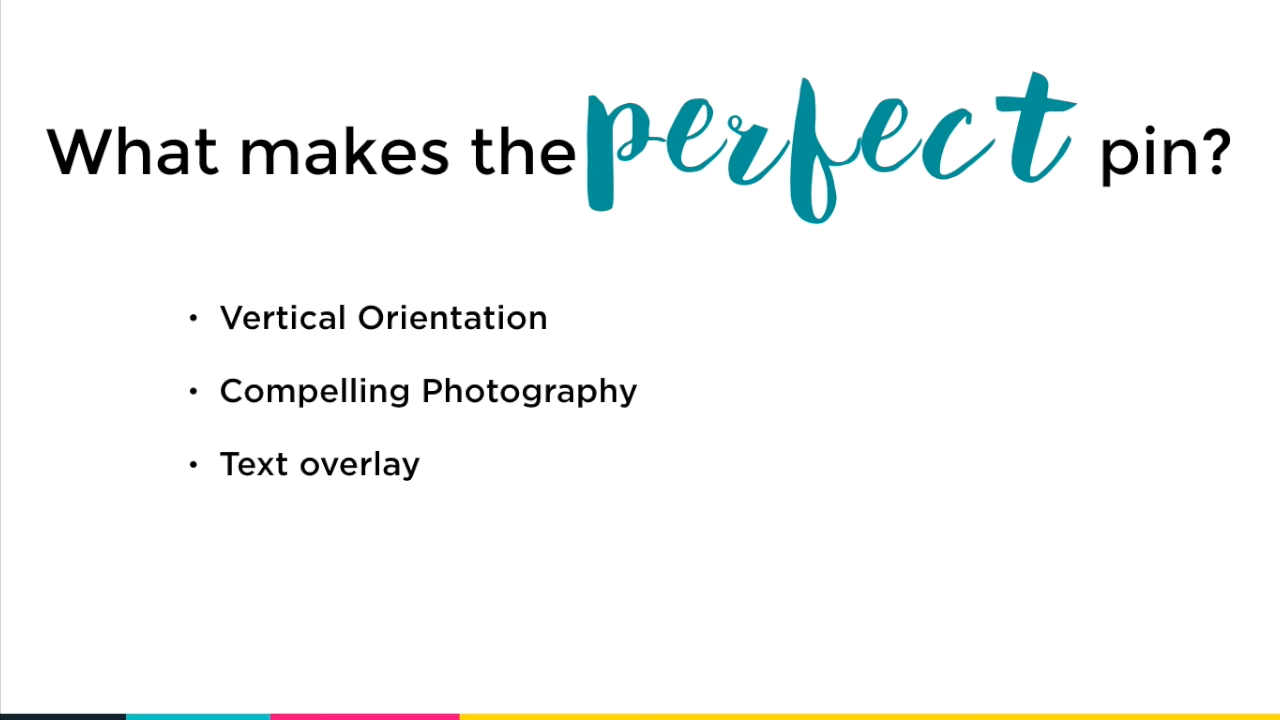 What makes the perfect pin?
• Vertical Orientation
• Compelling Photography
• Text overlay